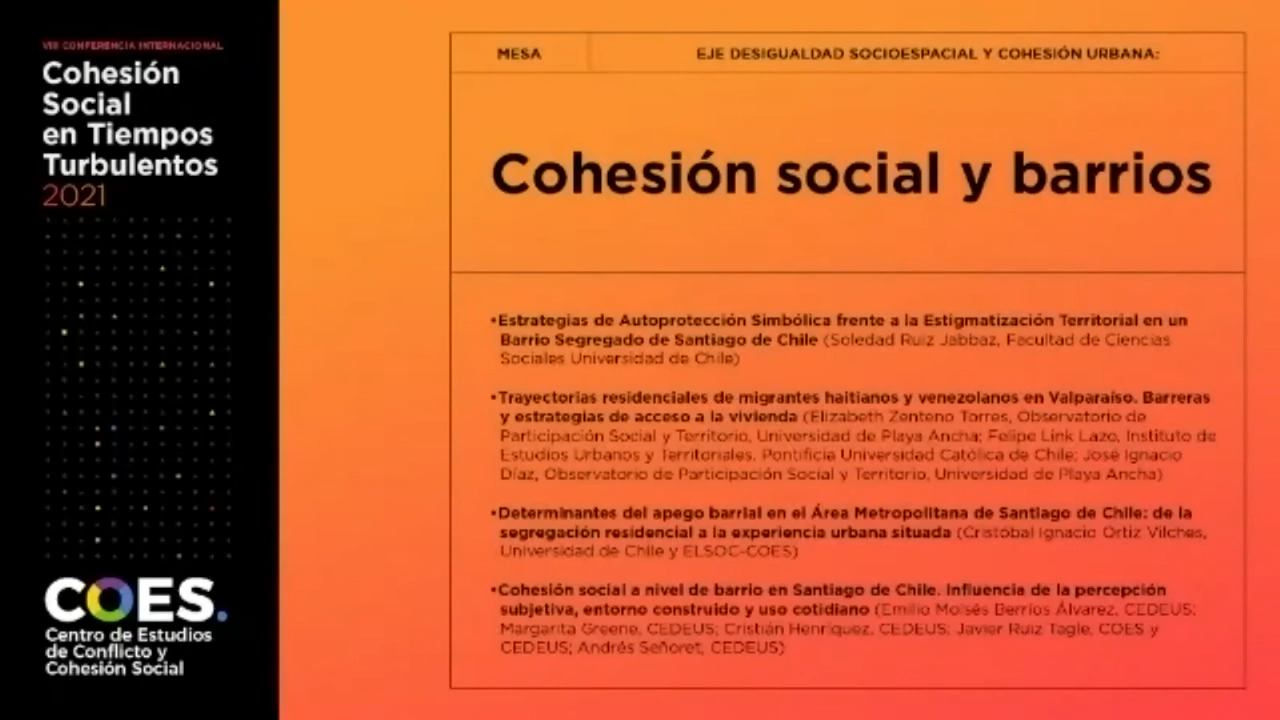 VIII CONFERENCIA INTERNACIONAL
Cohesión
Social
en Tiempos
Turbulentos
2021
COES.
Centro de Estudios
de Conflicto y
Cohesión Social
MESA
EJE DESIGUALDAD SOCIOESPACIAL Y COHESIÓN URBANA:
Cohesión social y barrios
•Estrategias de Autoprotección Simbólica frente a la Estigmatización Territorial en un
Barrio Segregado de Santiago de Chile (Soledad Ruiz Jabbaz, Facultad de Ciencias
Sociales Universidad de Chile)
•Trayectorias residenciales de migrantes haitianos y venezolanos en Valparaíso. Barreras
y estrategias de acceso a la vivienda (Elizabeth Zenteno Torres, Observatorio de
Participación Social y Territorio, Universidad de Playa Ancha; Felipe Link Lazo, Instituto de
Estudios Urbanos y Territoriales, Pontificia Universidad Católica de Chile; José Ignacio
Díaz, Observatorio de Participación Social y Territorio, Universidad de Playa Ancha)
•Determinantes del apego barrial en el Área Metropolitana de Santiago de Chile: de la
segregación residencial a la experiencia urbana situada (Cristóbal Ignacio Ortiz Vilches,
Universidad de Chile y ELSOC-COES)
•Cohesión social a nivel de barrio en Santiago de Chile. Influencia de la percepción
subjetiva, entorno construido y uso cotidiano (Emilio Moisés Berríos Álvarez, CEDEUS;
Margarita Greene, CEDEUS; Cristián Henríquez, CEDEUS; Javier Ruiz Tagle, COES y
CEDEUS; Andrés Señoret, CEDEUS)